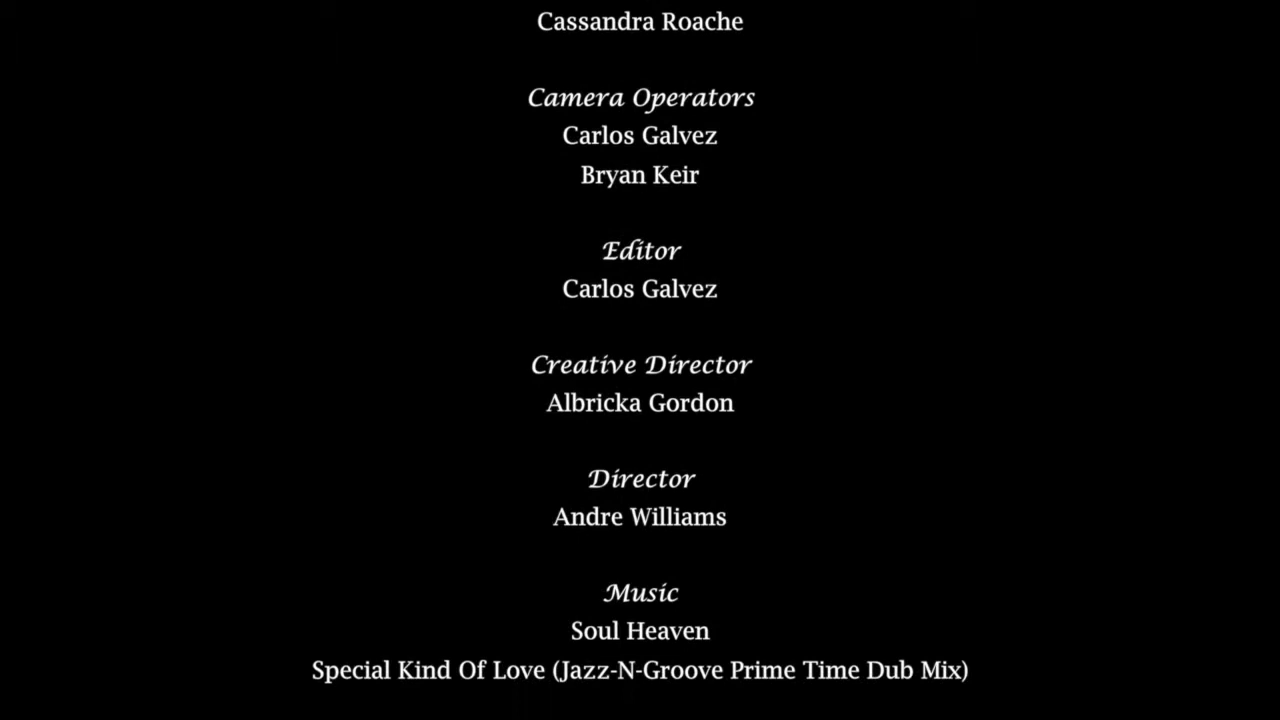 Cassandra Roache
Camera Operators
Carlos Galvez
Bryan Keir
Editor
Carlos Galvez
Creative Director
Albricka Gordon
Director
Andre Williams
Music
Soul Heaven
Special Kind Of Love (Jazz-N-Groove Prime Time Dub Mix)